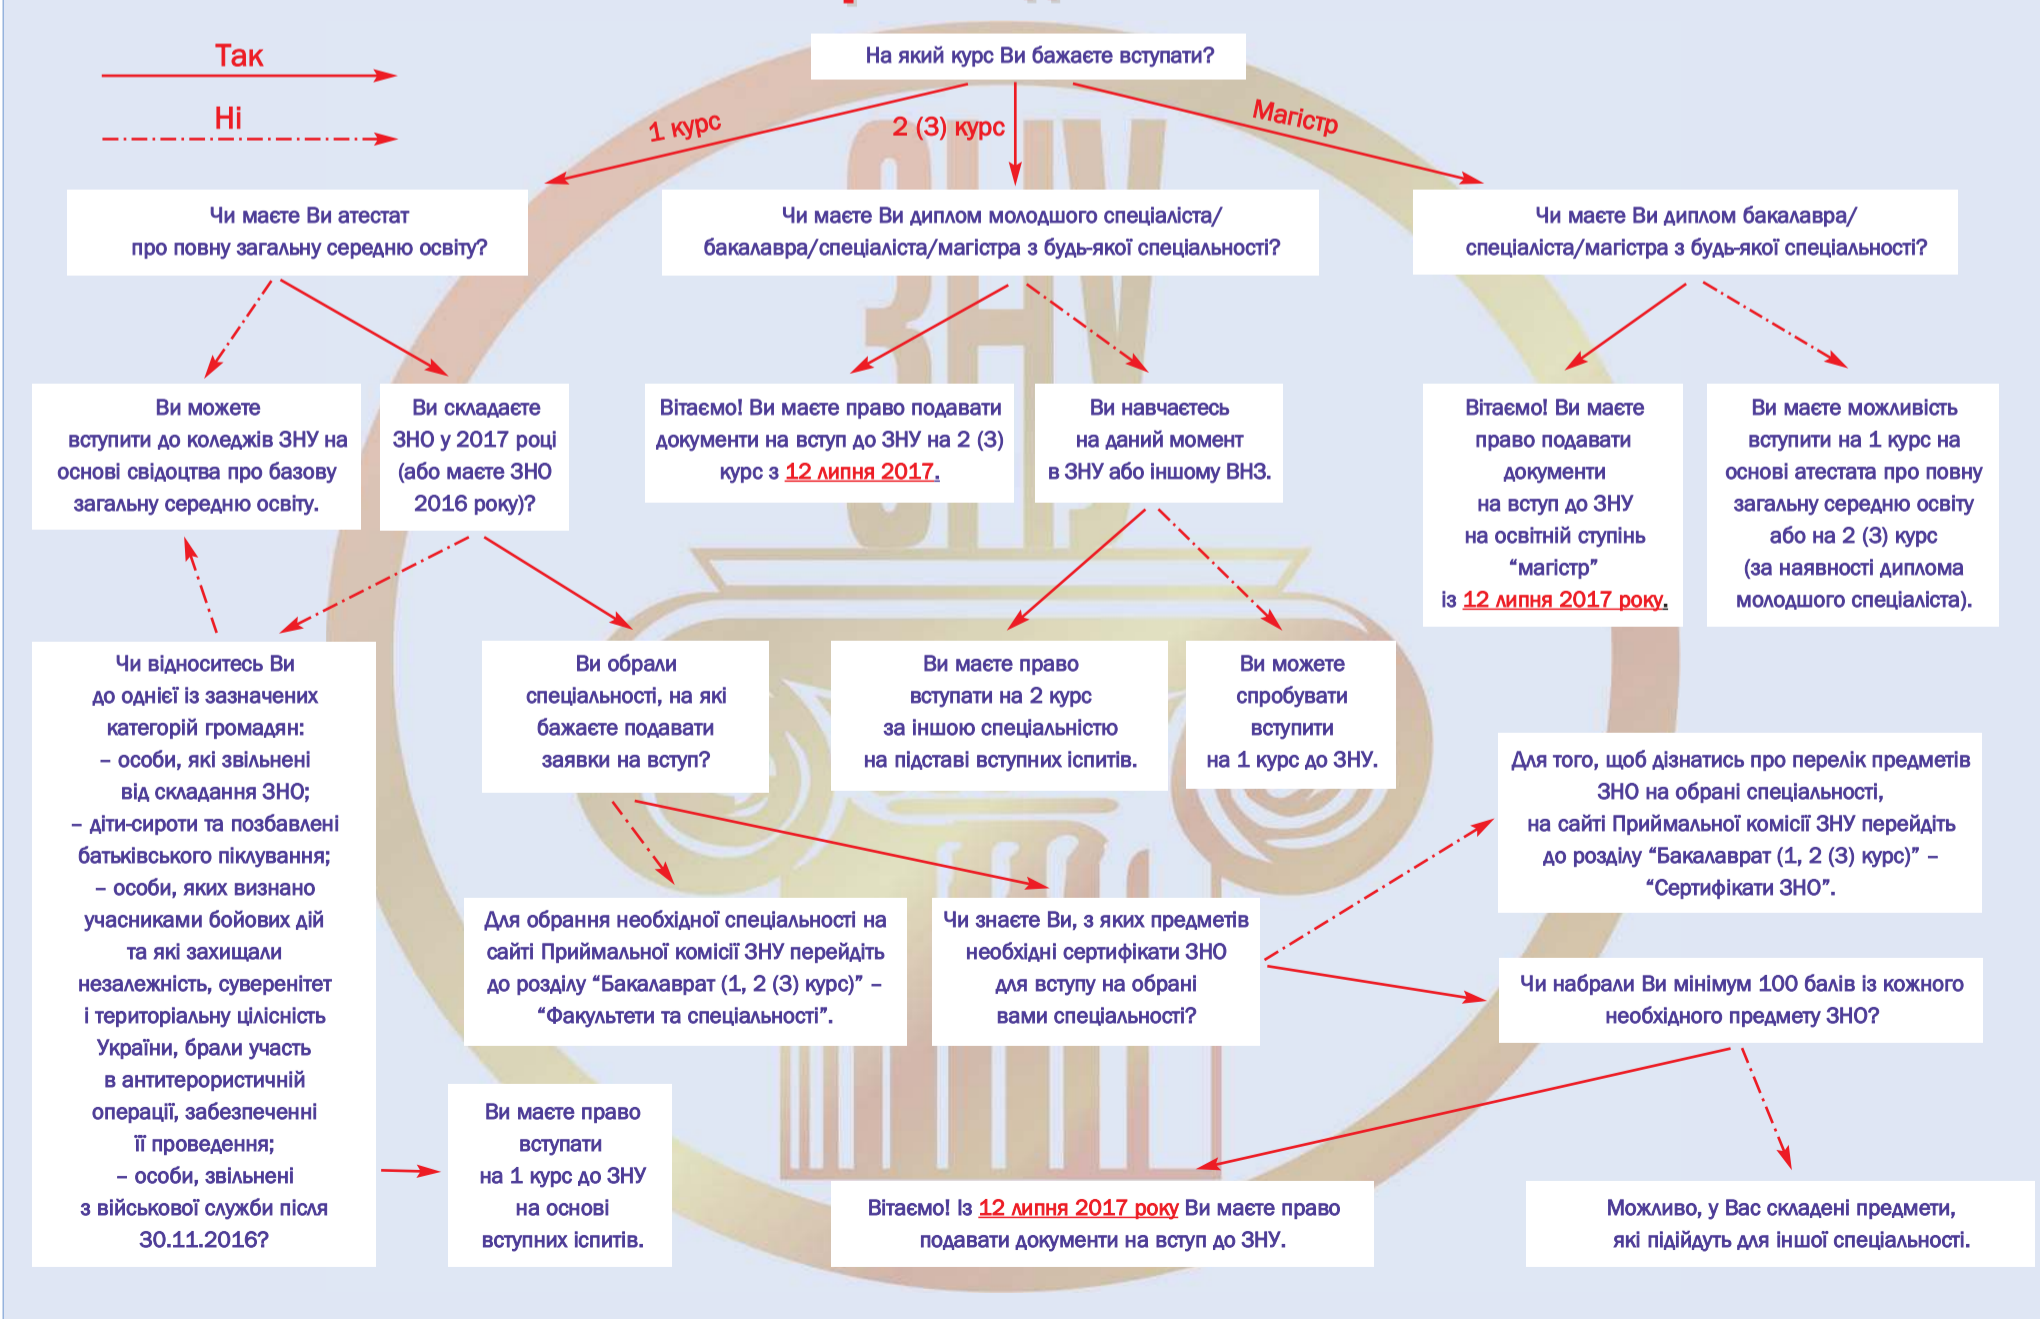 Так
Ні
На який курс Ви бажаєте вступати?
1 курс
2 (3) курс
Магістр
Чи маєте Ви атестат
про повну загальну середню освіту?
Чи маєте Ви диплом молодшого спеціаліста/
бакалавра/спеціаліста/магістра з будь-якої спеціальності?
Чи маєте Ви диплом бакалавра/
спеціаліста/магістра з будь-якої спеціальності?
Ви можете
вступити до коледжів ЗНУ на
основі свідоцтва про базову
загальну середню освіту.
Ви складаєте
ЗНО у 2017 році
(або маєте ЗНО
2016 року)?
Вітаємо! Ви маєте право подавати
документи на вступ до ЗНУ на 2 (3)
курс з 12 липня 2017.
Ви навчаєтесь
на даний момент
в ЗНУ або іншому ВНЗ.
Вітаємо! Ви маєте
право подавати
документи
на вступ до ЗНУ
на освітній ступінь
“магістр”
із 12 липня 2017 року.
Ви маєте можливість
вступити на 1 курс на
основі атестата про повну
загальну середню освіту
або на 2 (3) курс
(за наявності диплома
молодшого спеціаліста).
Чи відноситесь Ви
до однієї із зазначених
категорій громадян:
– особи, які звільнені
від складання ЗНО;
– діти-сироти та позбавлені
батьківського піклування;
– особи, яких визнано
учасниками бойових дій
та які захищали
незалежність, суверенітет
і територіальну цілісність
України, брали участь
в антитерористичній
операції, забезпеченні
її проведення;
– особи, звільнені
з військової служби після
30.11.2016?
Ви обрали
спеціальності, на які
бажаєте подавати
заявки на вступ?
Ви маєте право
вступати на 2 курс
за іншою спеціальністю
на підставі вступних іспитів.
Ви можете
спробувати
вступити
на 1 курс до ЗНУ.
Для того, щоб дізнатись про перелік предметів
ЗНО на обрані спеціальності,
на сайті Приймальної комісії ЗНУ перейдіть
до розділу “Бакалаврат (1, 2 (3) курс)” –
“Сертифікати ЗНО”.
Для обрання необхідної спеціальності на
сайті Приймальної комісії ЗНУ перейдіть
до розділу “Бакалаврат (1, 2 (3) курс)” –
“Факультети та спеціальності”.
Чи знаєте Ви, з яких предметів
необхідні сертифікати ЗНО
для вступу на обрані
вами спеціальності?
Чи набрали Ви мінімум 100 балів із кожного
необхідного предмету ЗНО?
Ви маєте право
вступати
на 1 курс до ЗНУ
на основі
вступних іспитів.
Вітаємо! Із 12 липня 2017 року Ви маєте право
подавати документи на вступ до ЗНУ.
Можливо, у Вас складені предмети,
які підійдуть для іншої спеціальності.
ЗНУ